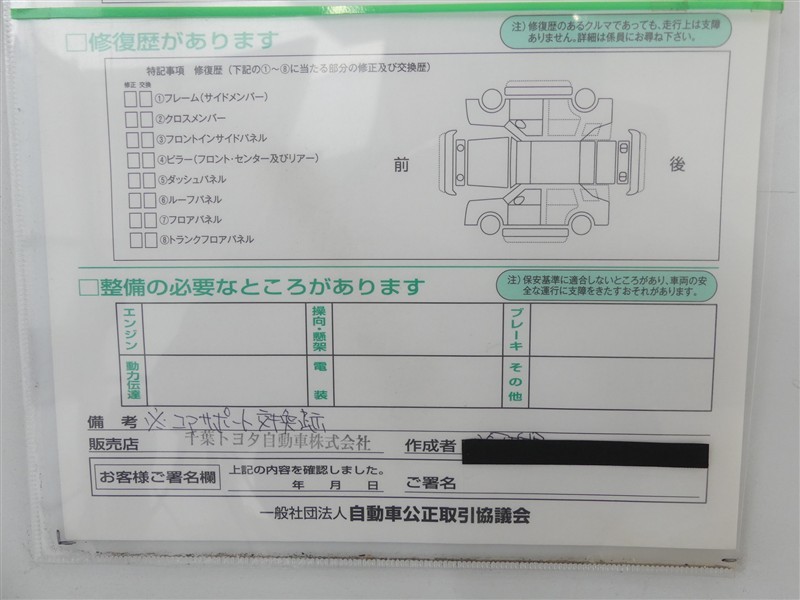 □修復歴があります
注）修復歴のあるクルマであっても、走行上は支障
ありません。詳細は係員にお尋ね下さい。
特記事項 修復歴（下記の①～⑧に当たる部分の修正及び交換歴）
修正 交換
①フレーム（サイドメンバー）
②クロスメンバー
③フロントインサイドパネル
④ピラー（フロント・センター及びリアー）
⑤ダッシュパネル
⑥ルーフパネル
⑦フロアパネル
⑧トランクフロアパネル
前
後
□整備の必要なところがあります
注）保安基準に適合しないところがあり、車両の安
全な運行に支障をきたすおそれがあります。
エンジン
操向・懸架
ブレーキ
動力伝達
電装
その他
備考 ※コアサポート交換
販売店 千葉トヨタ自動車株式会社 作成者
お客様ご署名欄 上記の内容を確認しました。
年 月 日 ご署名
一般社団法人 自動車公正取引協議会